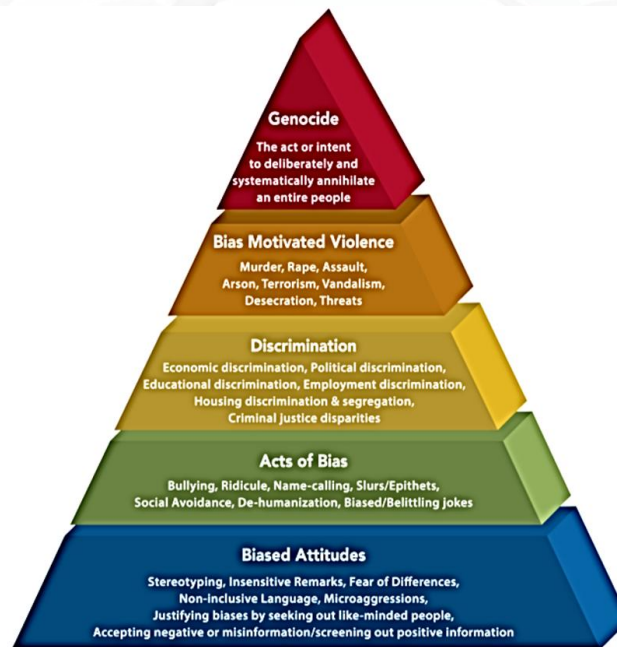 Genocide
The act or intent
to deliberately and
systematically annihilate
an entire people
Bias Motivated Violence
Murder, Rape, Assault,
Arson, Terrorism, Vandalism,
Desecration, Threats
Discrimination
Economic discrimination, Political discrimination,
Educational discrimination, Employment discrimination,
Housing discrimination & segregation,
Criminal justice disparities
Acts of Bias
Bullying, Ridicule, Name-calling, Slurs/Epithets,
Social Avoidance, De-humanization, Biased/Belittling jokes
Biased Attitudes
Stereotyping, Insensitive Remarks, Fear of Differences,
Non-inclusive Language, Microaggressions,
Justifying biases by seeking out like-minded people,
Accepting negative or misinformation/screening out positive information